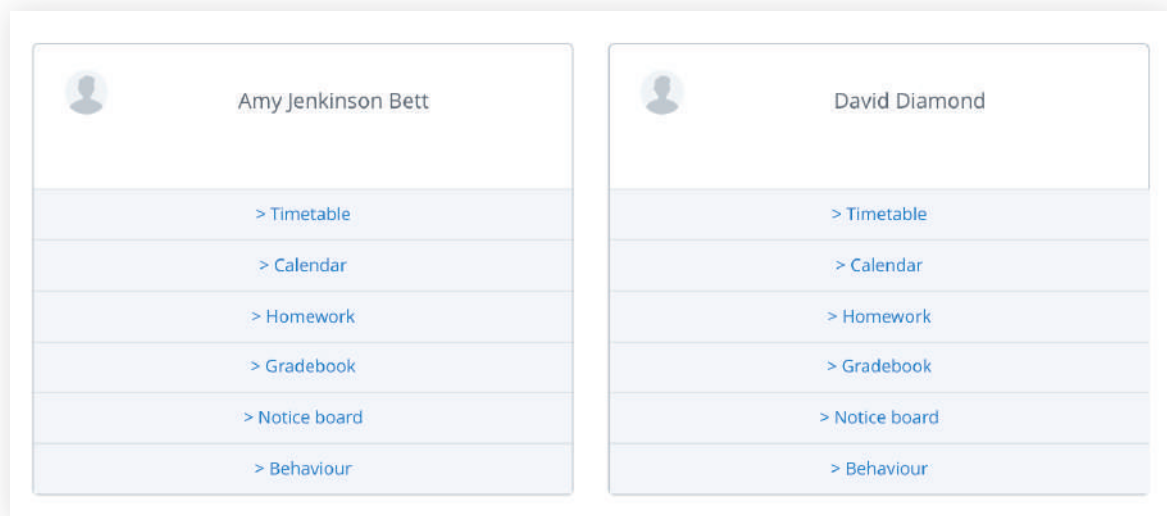 Amy Jenkinson Bett
> Timetable
> Calendar
> Homework
> Gradebook
> Notice board
> Behaviour
David Diamond
> Timetable
> Calendar
> Homework
> Gradebook
> Notice board
> Behaviour